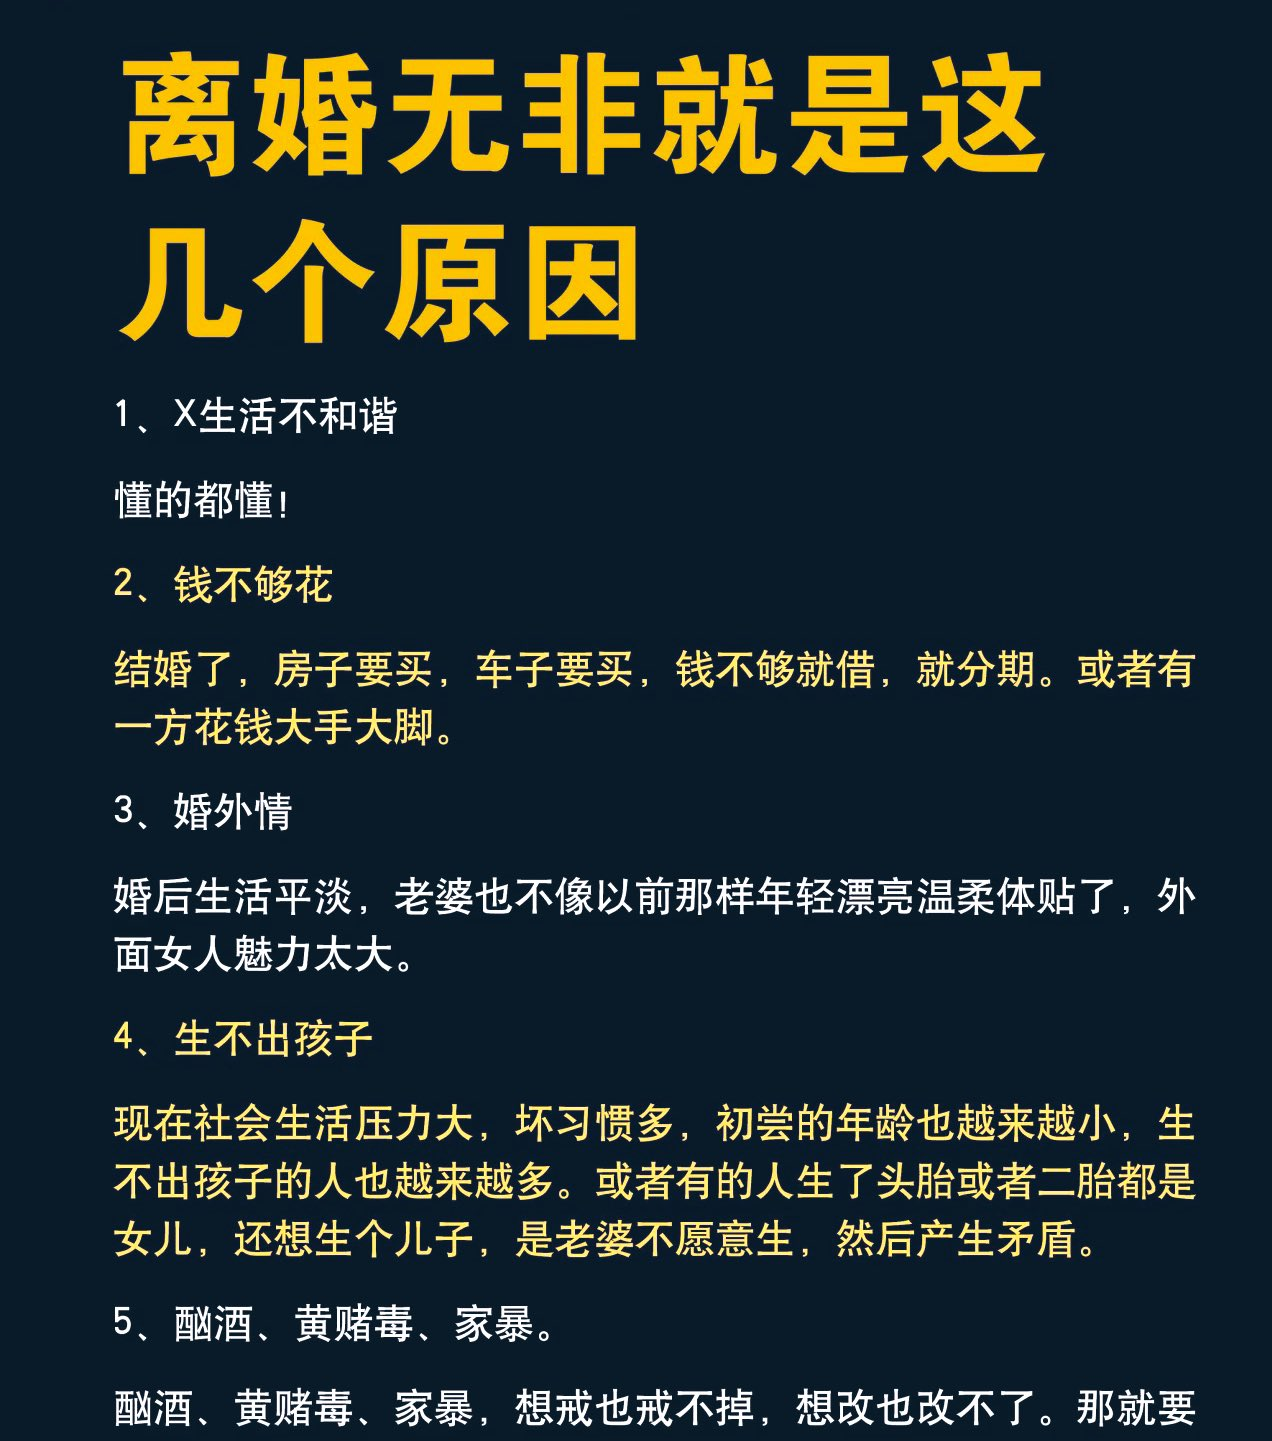 离婚无非就是这
几个原因
1、X生活不和谐
懂的都懂!
2、钱不够花
结婚了，房子要买，车子要买，钱不够就借，就分期。或者有
一方花钱大手大脚。
3、婚外情
婚后生活平淡，老婆也不像以前那样年轻漂亮温柔体贴了，外
面女人魅力太大。
4、生不出孩子
现在社会生活压力大，坏习惯多，初尝的年龄也越来越小，生
不出孩子的人也越来越多。或者有的人生了头胎或者二胎都是
女儿，还想生个儿子，是老婆不愿意生，然后产生矛盾。
5、酗酒、黄赌毒、家暴。
酗酒、黄赌毒、家暴，想戒也戒不掉，想改也改不了。那就要